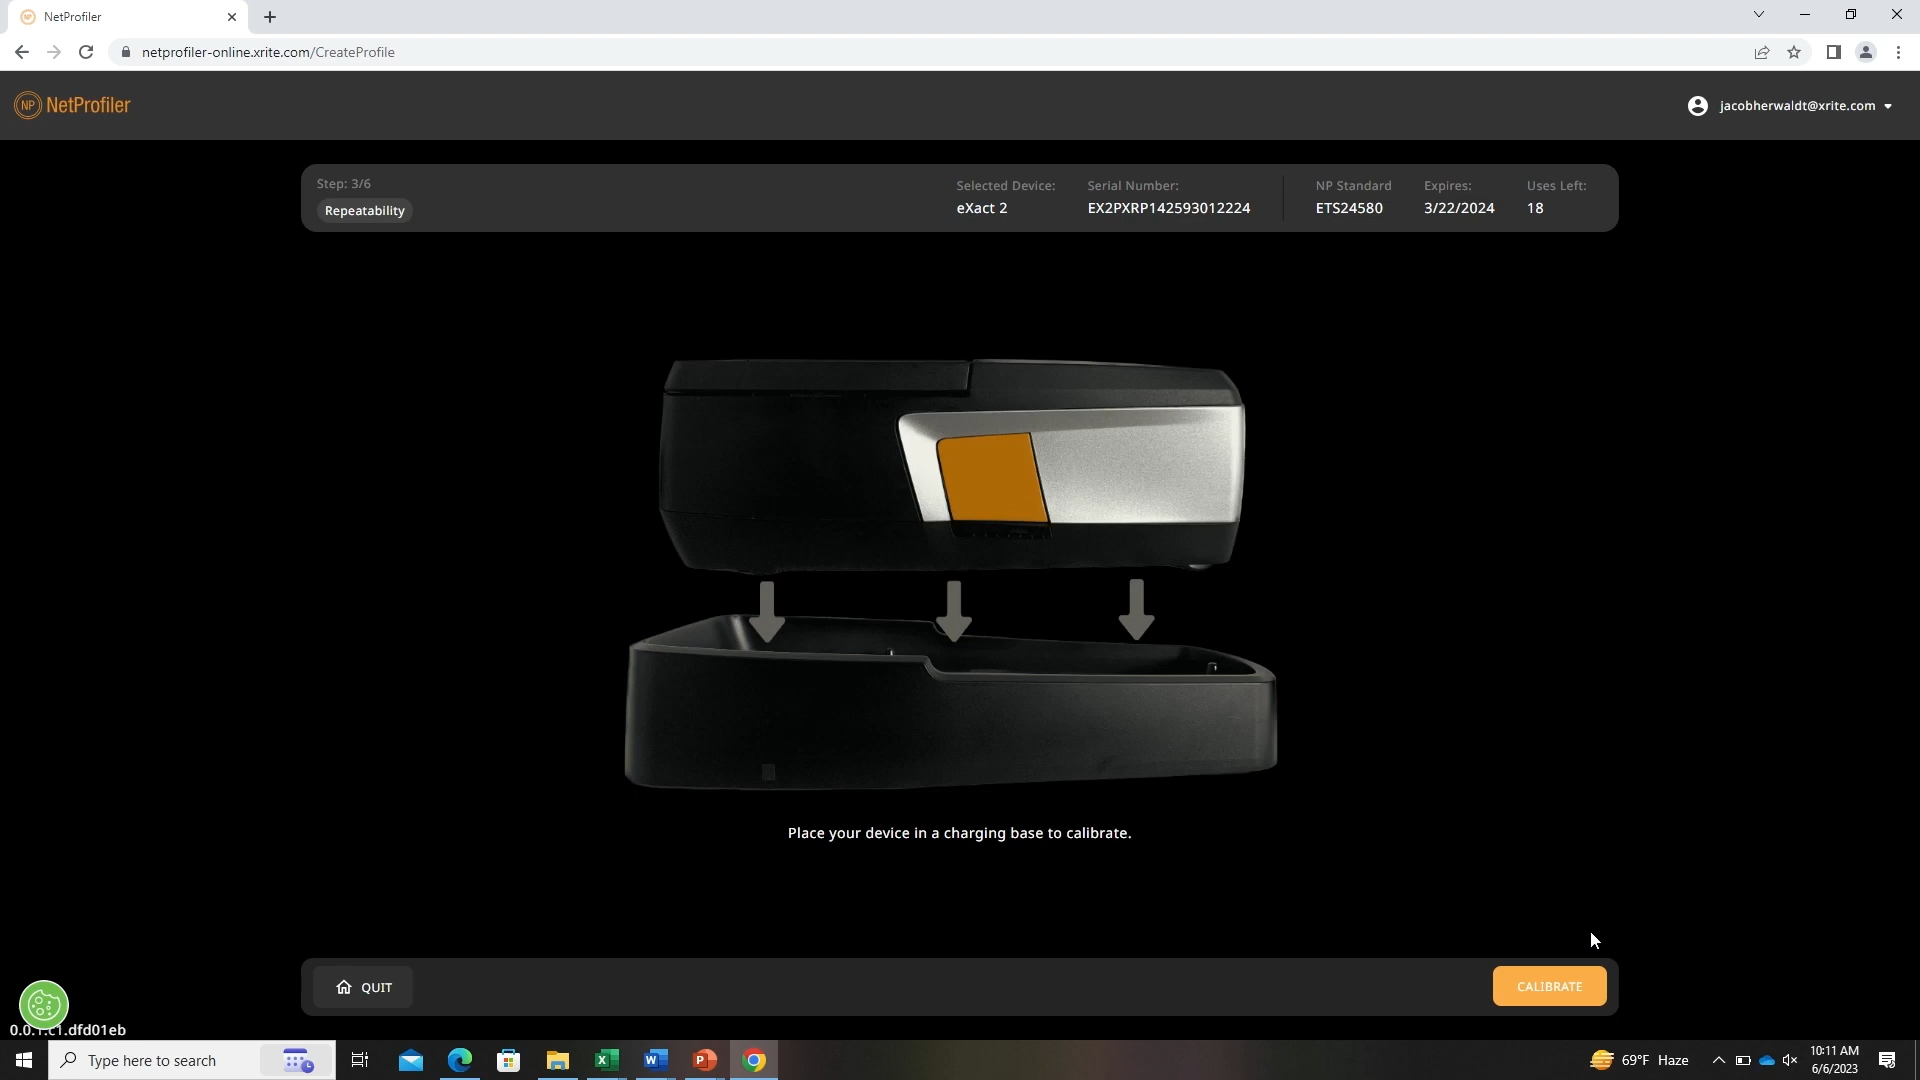 NetProfiler
netprofiler-online.xrite.com/CreateProfile
NP NetProfiler
jacobherwaldt@xrite.com
Step: 3/6
Repeatability
Selected Device:
eXact 2
Serial Number:
EX2PXRP142593012224
NP Standard
ETS24580
Expires:
3/22/2024
Uses Left:
18
Place your device in a charging base to calibrate.
QUIT
CALIBRATE
Type here to search
69°F Haze
10:11 AM
6/6/2023